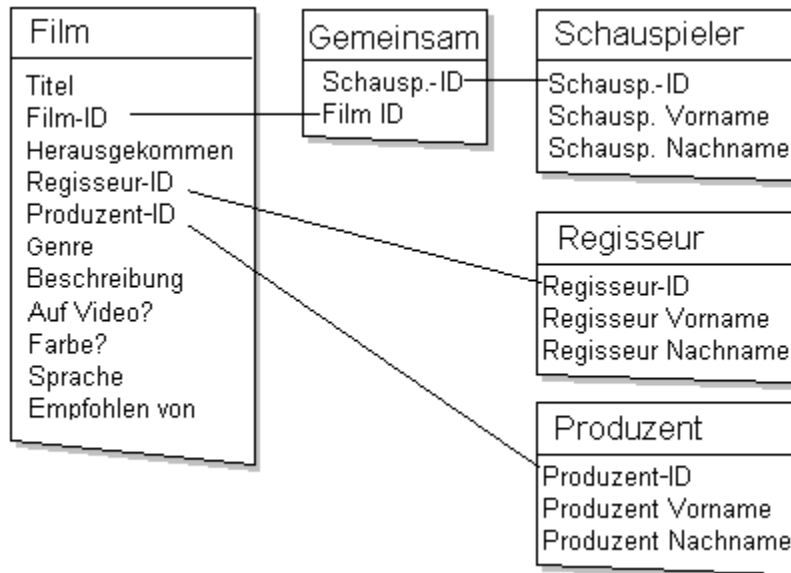 Film
Titel
Film-ID
Herausgekommen
Regisseur-ID
Produzent-ID
Genre
Beschreibung
Auf Video?
Farbe?
Sprache
Empfohlen von
Gemeinsam
Schausp.-ID
Film ID
Schauspieler
Schausp.-ID
Schausp. Vorname
Schausp. Nachname
Regisseur
Regisseur-ID
Regisseur Vorname
Regisseur Nachname
Produzent
Produzent-ID
Produzent Vorname
Produzent Nachname